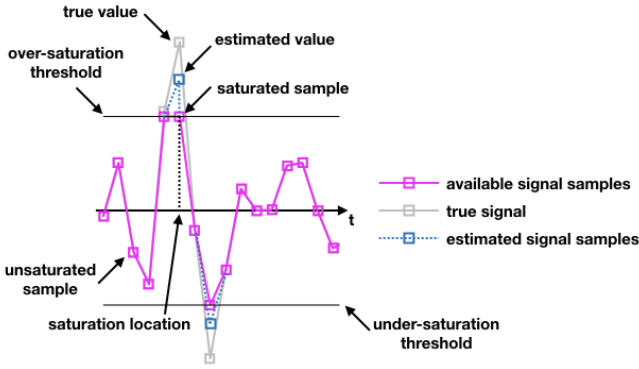 true value
estimated value
over-saturation
threshold
saturated sample
available signal samples
t
true signal
estimated signal samples
unsaturated
sample
saturation location
under-saturation
threshold